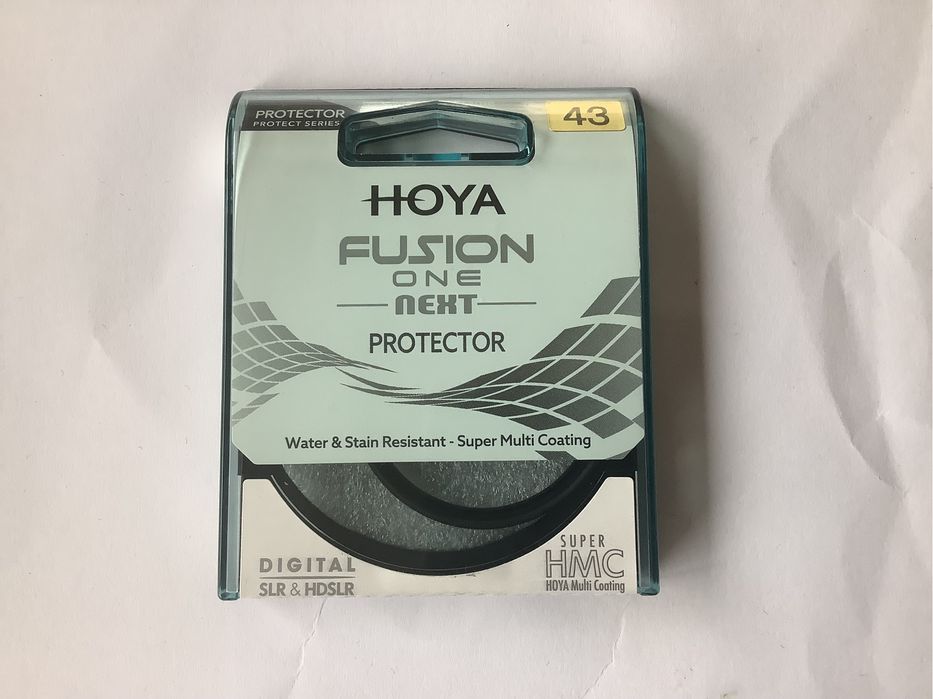 PROTECTOR
PROTECT SERIES
43
HOYA
FUSION
ONE
NEXT
PROTECTOR
Water & Stain Resistant - Super Multi Coating
DIGITAL
SLR & HDSLR
SUPER
HMC
HOYA Multi Coating